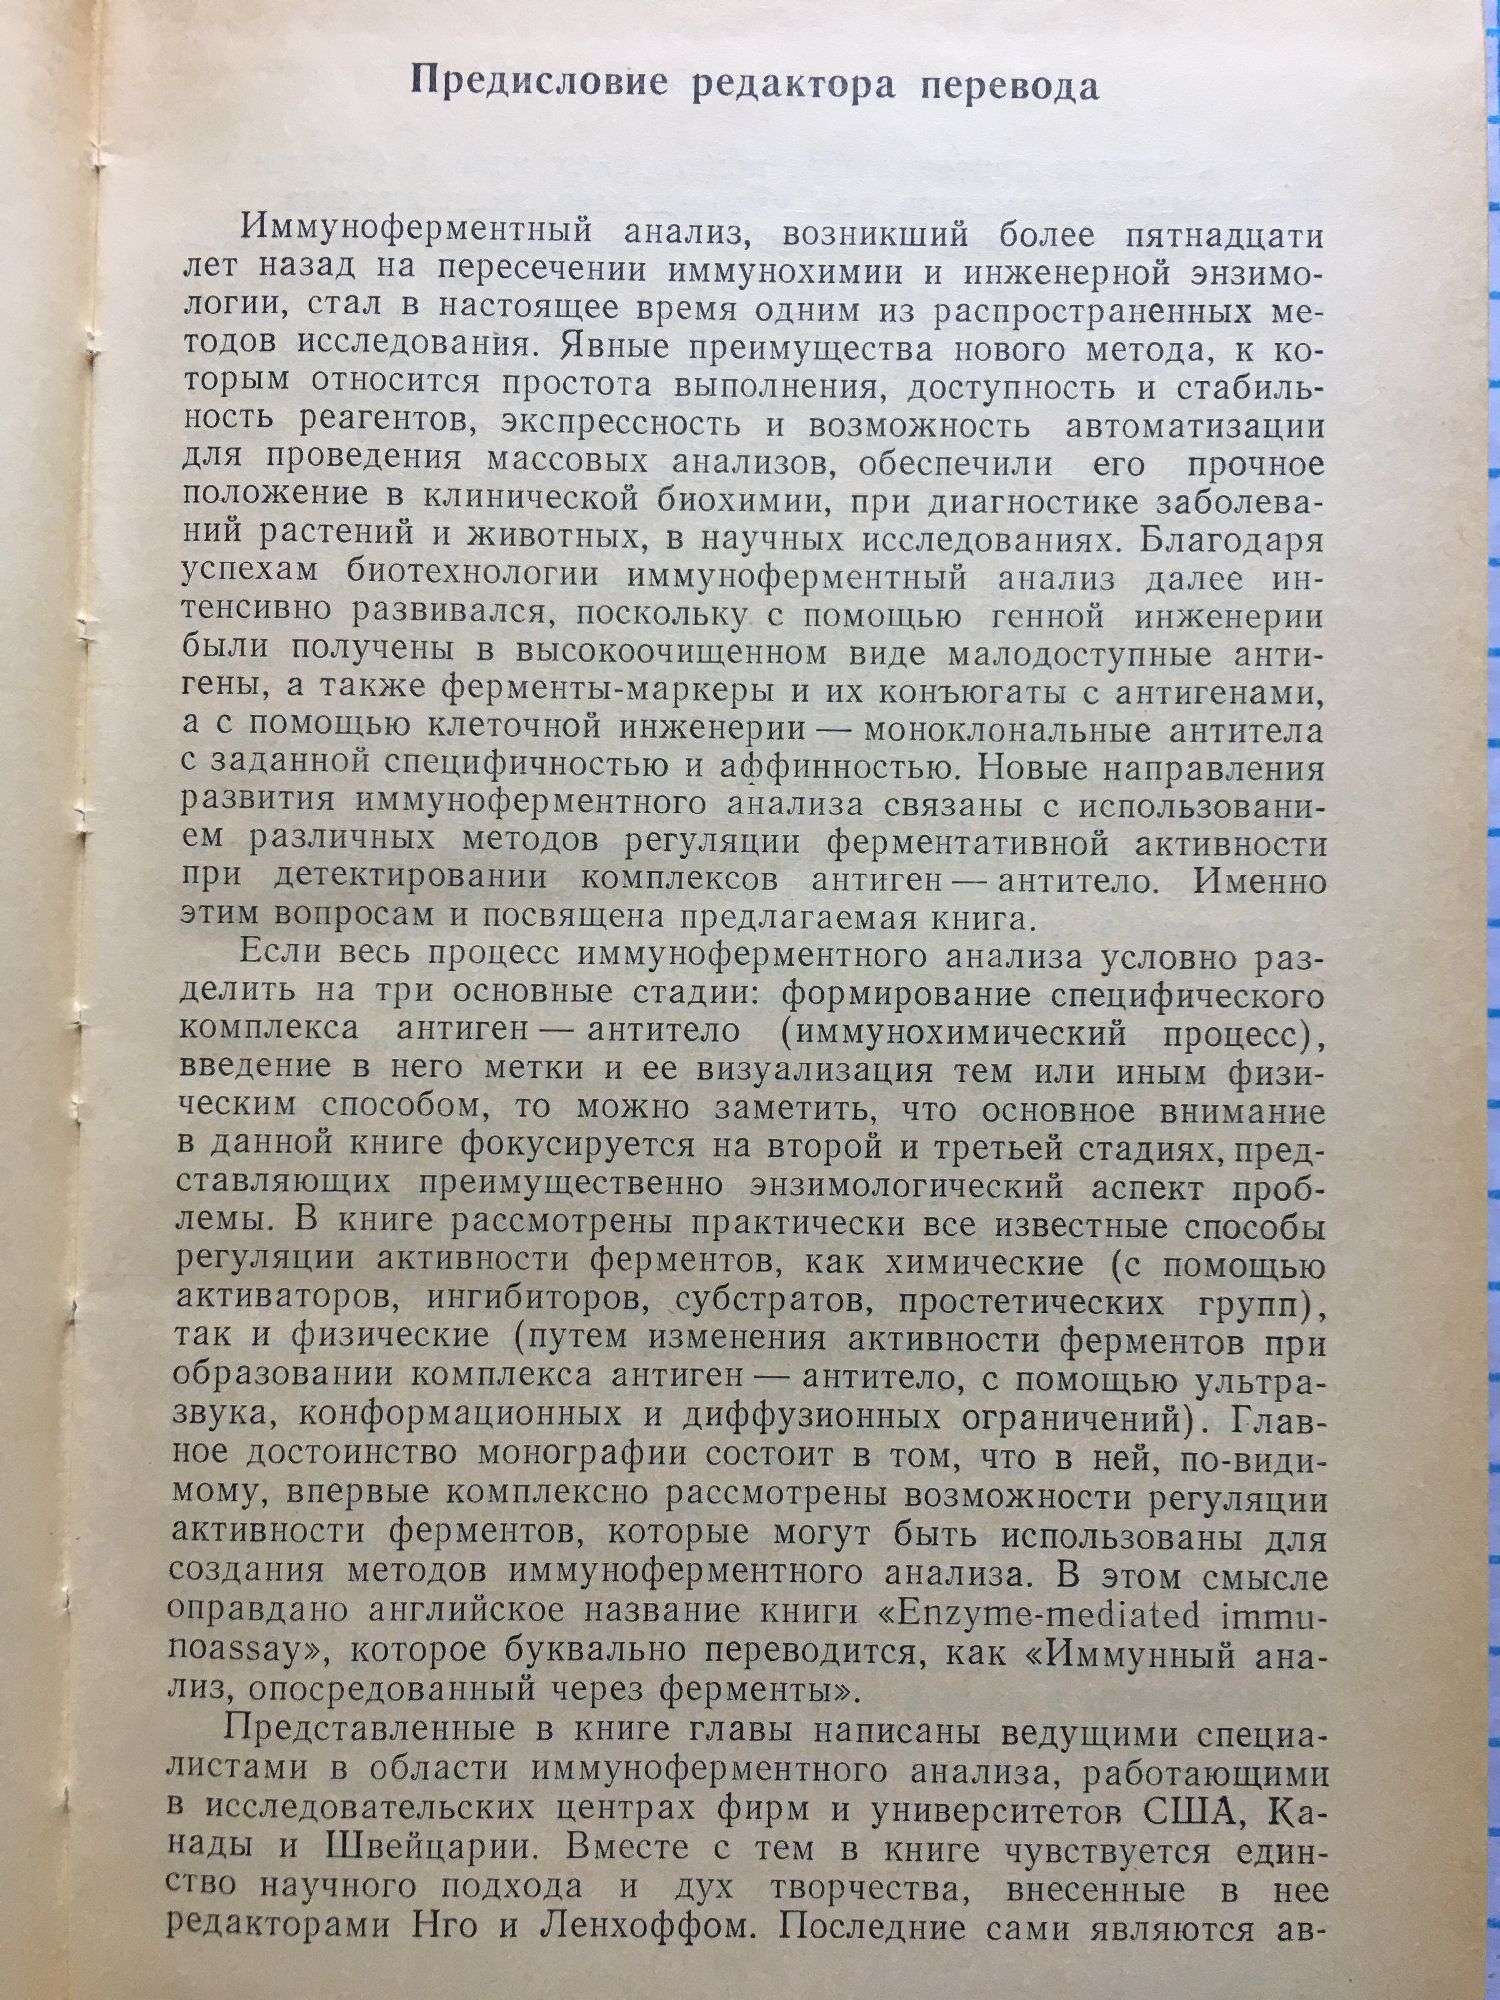 Предисловие редактора перевода
Иммуноферментный анализ, возникший более пятнадцати
лет назад на пересечении иммунохимии и инженерной энзимо-
логии, стал в настоящее время одним из распространенных ме-
тодов исследования. Явные преимущества нового метода, к ко-
торым относится простота выполнения, доступность и стабиль-
ность реагентов, экспрессность и возможность автоматизации
для проведения массовых анализов, обеспечили его прочное
положение в клинической биохимии, при диагностике заболева-
ний растений и животных, в научных исследованиях. Благодаря
успехам биотехнологии иммуноферментный анализ далее ин-
тенсивно развивался, поскольку с помощью генной инженерии
были получены в высокоочищенном виде малодоступные анти-
гены, а также ферменты-маркеры и их конъюгаты с антигенами,
а с помощью клеточной инженерии — моноклональные антитела
с заданной специфичностью и аффинностью. Новые направления
развития иммуноферментного анализа связаны с использовани-
ем различных методов регуляции ферментативной активности
при детектировании комплексов антиген — антитело. Именно
этим вопросам и посвящена предлагаемая книга.
Если весь процесс иммуноферментного анализа условно раз-
делить на три основные стадии: формирование специфического
комплекса антиген — антитело (иммунохимический процесс),
введение в него метки и ее визуализация тем или иным физи-
ческим способом, то можно заметить, что основное внимание
в данной книге фокусируется на второй и третьей стадиях, пред-
ставляющих преимущественно энзимологический аспект проб-
лемы. В книге рассмотрены практически все известные способы
регуляции активности ферментов, как химические (с помощью
активаторов, ингибиторов, субстратов, простетических групп),
так и физические (путем изменения активности ферментов при
образовании комплекса антиген — антитело, с помощью ультра-
звука, конформационных и диффузионных ограничений). Глав-
ное достоинство монографии состоит в том, что в ней, по-види-
мому, впервые комплексно рассмотрены возможности регуляции
активности ферментов, которые могут быть использованы для
создания методов иммуноферментного анализа. В этом смысле
оправдано английское название книги «Enzyme-mediated immu-
noassay», которое буквально переводится, как «Иммунный ана-
лиз, опосредованный через ферменты».
Представленные в книге главы написаны ведущими специа-
листами в области иммуноферментного анализа, работающими
в исследовательских центрах фирм и университетов США, Ка-
нады и Швейцарии. Вместе с тем в книге чувствуется един-
ство научного подхода и дух творчества, внесенные в нее
редакторами Нго и Ленхоффом. Последние сами являются ав-